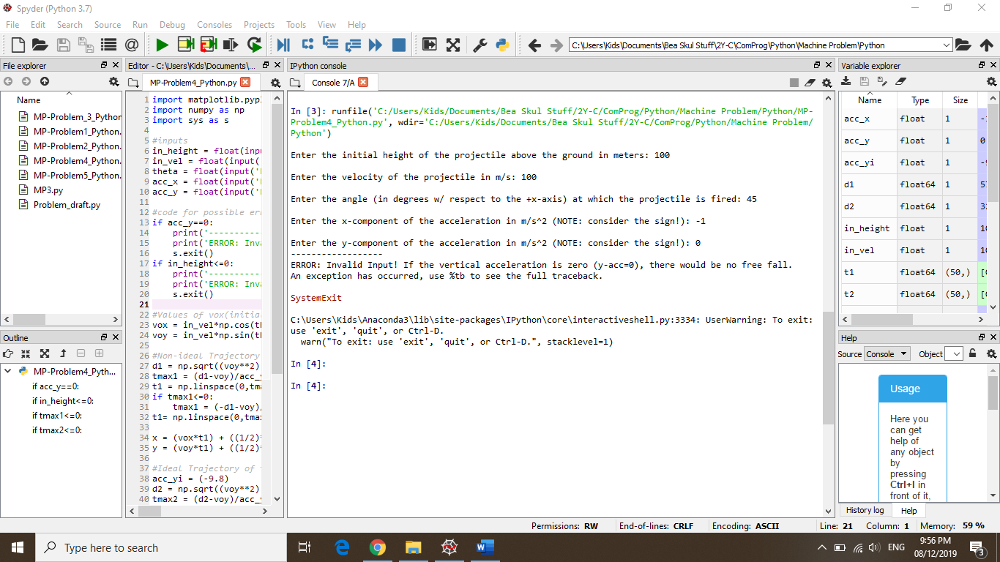 Spyder (Python 3.7)
File Edit Search Source Run Debug Consoles Projects Tools View Help
C:\Users\Kids\Documents\Bea Skul Stuff\2Y-C\ComProg\Python\Machine Problem\Python
File explorer
Name
MP-Problem_3_Python
MP-Problem1_Python.
MP-Problem2_Python.
MP-Problem4_Python.
MP-Problem5_Python.
MP3.py
Problem_draft.py
Outline
MP-Problem4_Pyth...
if acc_y==0:
if in_height<=0:
if tmax1<=0:
if tmax2<=0:
Editor - C:\Users\Kids\Documents\...
MP-Problem4_Python.py
1 import matplotlib.pypl
2 import numpy as np
3 import sys as s
4
5 #inputs
6 in_height = float(inpu
7 in_vel = float(input(
8 theta = float(input('
9 acc_x = float(input('
10 acc_y = float(input('
11
12 #code for possible err
13 if acc_y==0:
14 print('-----------
15 print('ERROR: Inva
16 s.exit()
17 if in_height<=0:
18 print('-----------
19 print('ERROR: Inva
20 s.exit()
21
22 #Values of vox(initia
23 vox = in_vel*np.cos(th
24 voy = in_vel*np.sin(th
25
26 #Non-ideal Trajectory
27 d1 = np.sqrt((voy**2)
28 tmax1 = (d1-voy)/acc_y
29 t1 = np.linspace(0,tma
30 if tmax1<=0:
31 tmax1 = (-d1-voy)/
32 t1= np.linspace(0,tmax
33
34 x = (vox*t1) + ((1/2)*
35 y = (voy*t1) + ((1/2)*
36
37 #Ideal Trajectory of t
38 acc_yi = (-9.8)
39 d2 = np.sqrt((voy**2)
40 tmax2 = (d2-voy)/acc_y
IPython console
Console 7/A
In [3]: runfile('C:/Users/Kids/Documents/Bea Skul Stuff/2Y-C/ComProg/Python/Machine Problem/Python/MP-
Problem4_Python.py', wdir='C:/Users/Kids/Documents/Bea Skul Stuff/2Y-C/ComProg/Python/Machine Problem/
Python')
Enter the initial height of the projectile above the ground in meters: 100
Enter the velocity of the projectile in m/s: 100
Enter the angle (in degrees w/ respect to the +x-axis) at which the projectile is fired: 45
Enter the x-component of the acceleration in m/s^2 (NOTE: consider the sign!): -1
Enter the y-component of the acceleration in m/s^2 (NOTE: consider the sign!): 0
-----------------
ERROR: Invalid Input! If the vertical acceleration is zero (y-acc=0), there would be no free fall.
An exception has occurred, use %tb to see the full traceback.
SystemExit
C:\Users\Kids\Anaconda3\lib\site-packages\IPython\core\interactiveshell.py:3334: UserWarning: To exit:
use 'exit', 'quit', or Ctrl-D.
warn("To exit: use 'exit', 'quit', or Ctrl-D.", stacklevel=1)
In [4]:
In [4]:
Variable explorer
Name Type Size
acc_x float 1
acc_y float 1 0
acc_yi float 1
d1 float64 1
d2 float64 1
in_height float 1
in_vel float 1
t1 float64 (50,)
t2 float64 (50,)
Help
Source Console Object
Usage
Here you
can get
help of
any object
by
pressing
Ctrl+I in
front of it,
History log Help
Permissions: RW End-of-lines: CRLF Encoding: ASCII Line: 21 Column: 1 Memory: 59 %
Type here to search
ENG
9:56 PM
08/12/2019
3